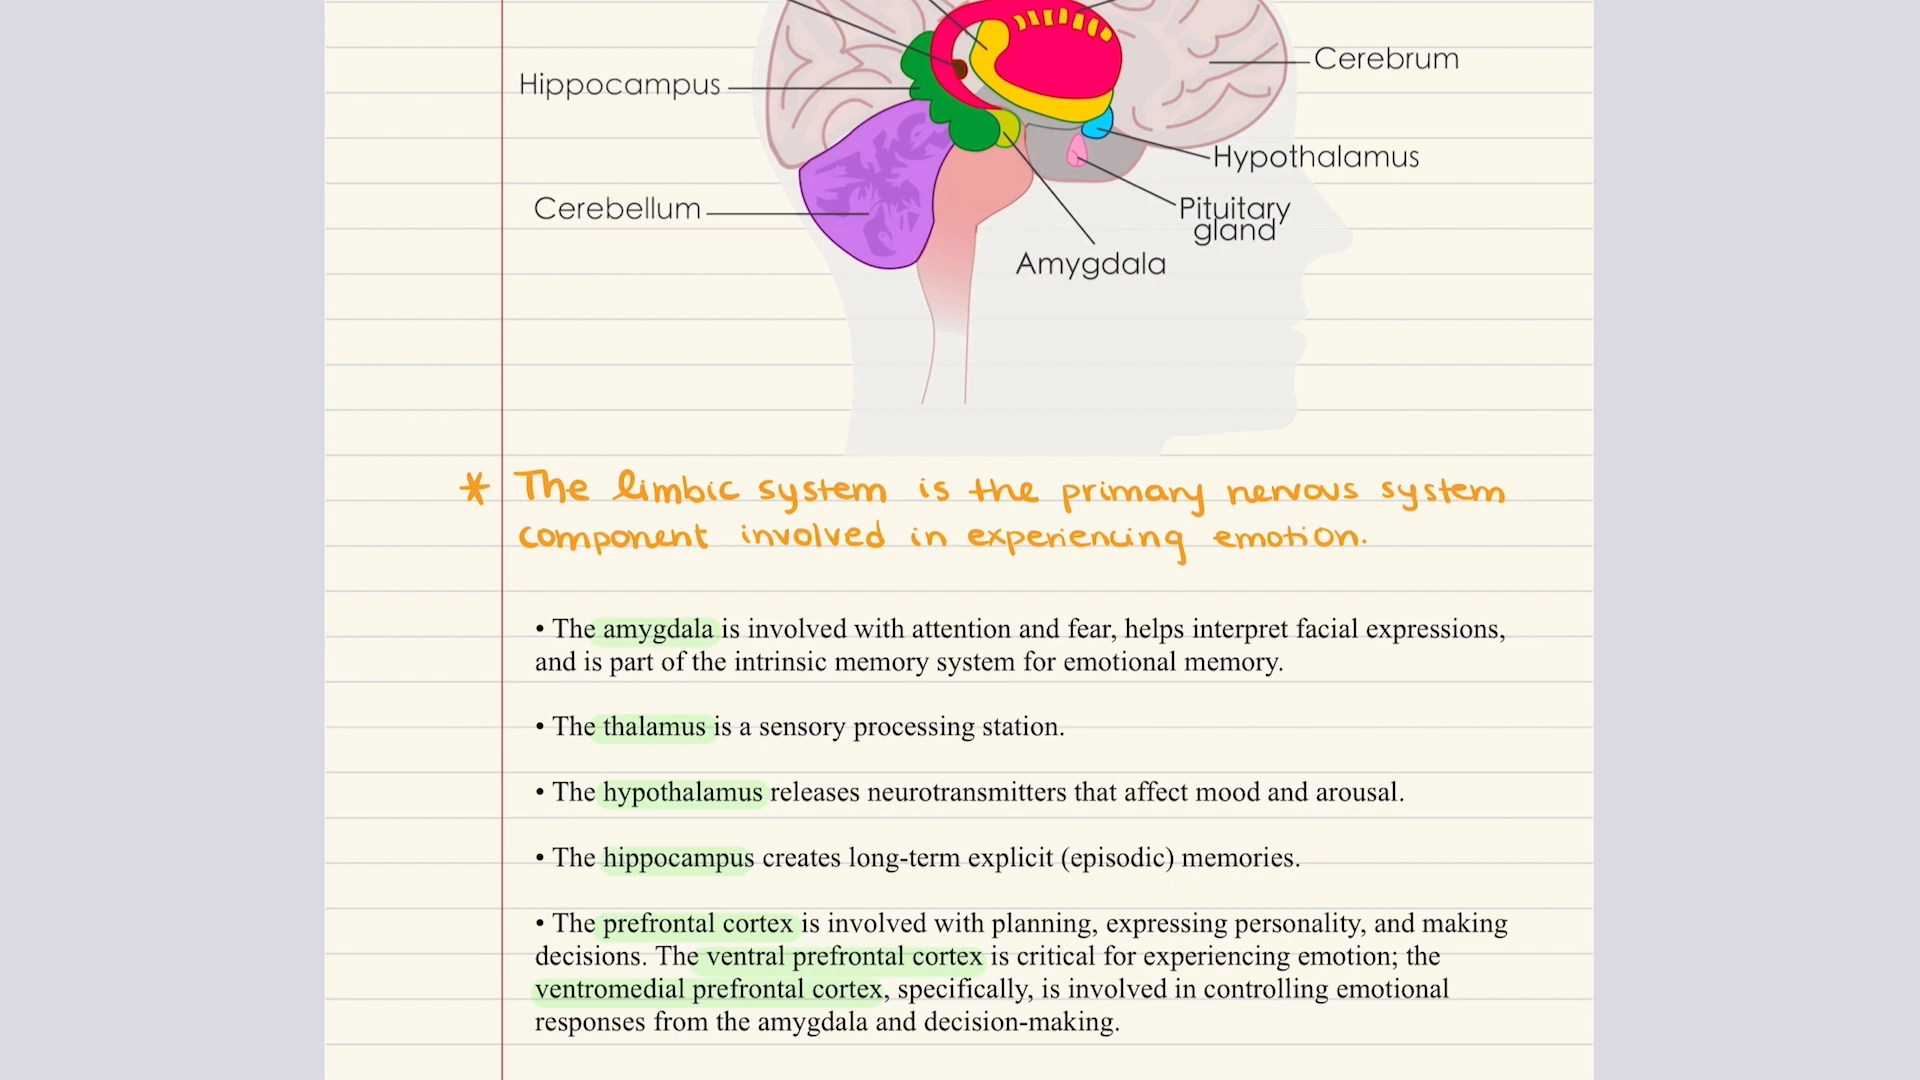 Cerebrum
Hippocampus
Hypothalamus
Cerebellum
Pituitary
gland
Amygdala
* The limbic system is the primary nervous system
component involved in experiencing emotion.
• The amygdala is involved with attention and fear, helps interpret facial expressions,
and is part of the intrinsic memory system for emotional memory.
• The thalamus is a sensory processing station.
• The hypothalamus releases neurotransmitters that affect mood and arousal.
• The hippocampus creates long-term explicit (episodic) memories.
• The prefrontal cortex is involved with planning, expressing personality, and making
decisions. The ventral prefrontal cortex is critical for experiencing emotion; the
ventromedial prefrontal cortex, specifically, is involved in controlling emotional
responses from the amygdala and decision-making.